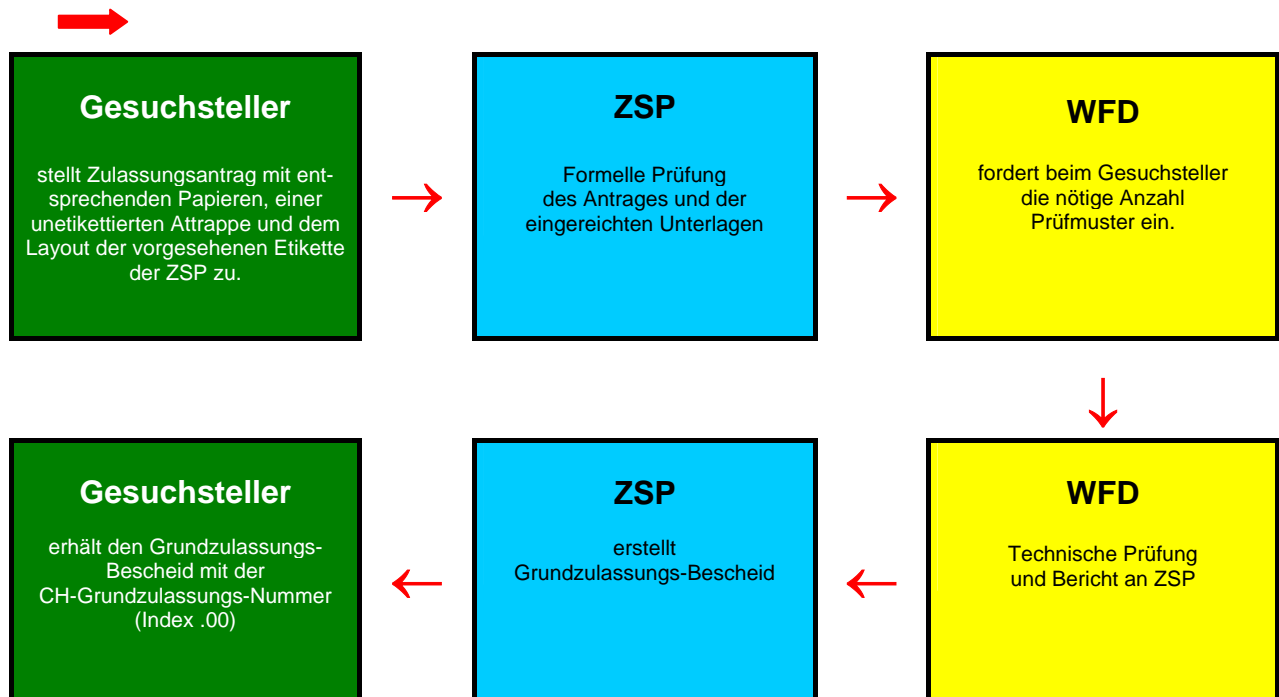 Gesuchsteller
stellt Zulassungsantrag mit ent-
sprechenden Papieren, einer
unetikettierten Attrappe und dem
Layout der vorgesehenen Etikette
der ZSP zu.
ZSP
Formelle Prüfung
des Antrages und der
eingereichten Unterlagen
WFD
fordert beim Gesuchsteller
die nötige Anzahl
Prüfmuster ein.
WFD
Technische Prüfung
und Bericht an ZSP
ZSP
erstellt
Grundzulassungs-Bescheid
Gesuchsteller
erhält den Grundzulassungs-
Bescheid mit der
CH-Grundzulassungs-Nummer
(Index .00)